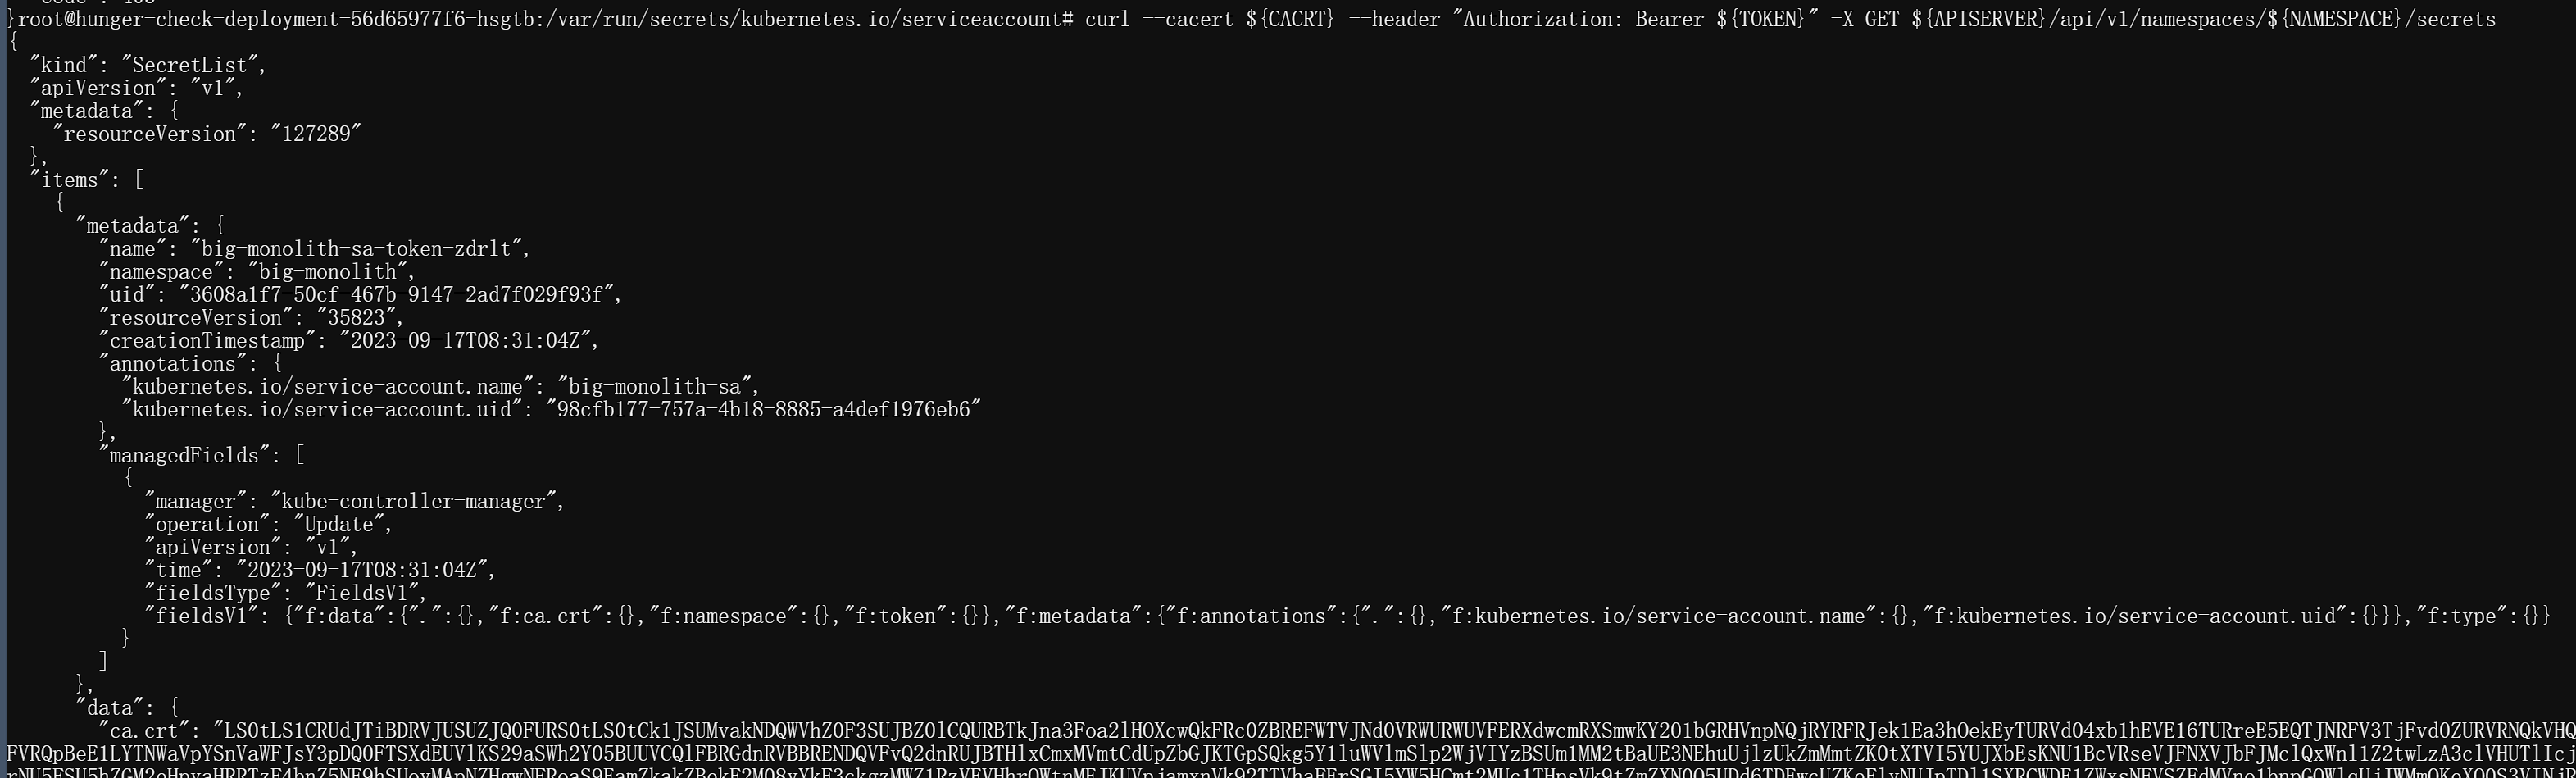 }root@hunger-check-deployment-56d65977f6-hsgtb:/var/run/secrets/kubernetes.io/serviceaccount# curl --cacert ${CACRT} --header "Authorization: Bearer ${TOKEN}" -X GET ${APISERVER}/api/v1/namespaces/${NAMESPACE}/secrets
{
"kind": "SecretList",
"apiVersion": "v1",
"metadata": {
"resourceVersion": "127289"
},
"items": [
{
"metadata": {
"name": "big-monolith-sa-token-zdrlt",
"namespace": "big-monolith",
"uid": "3608a1f7-50cf-467b-9147-2ad7f029f93f",
"resourceVersion": "35823",
"creationTimestamp": "2023-09-17T08:31:04Z",
"annotations": {
"kubernetes.io/service-account.name": "big-monolith-sa",
"kubernetes.io/service-account.uid": "98cfb177-757a-4b18-8885-a4def1976eb6"
},
"managedFields": [
{
"manager": "kube-controller-manager",
"operation": "Update",
"apiVersion": "v1",
"time": "2023-09-17T08:31:04Z",
"fieldsType": "FieldsV1",
"fieldsV1": {"f:data":{".":{},"f:ca.crt":{},"f:namespace":{},"f:token":{}},"f:metadata":{"f:annotations":{".":{},"f:kubernetes.io/service-account.name":{},"f:kubernetes.io/service-account.uid":{}}},"f:type":{}}
}
]
},
"data": {
"ca.crt":